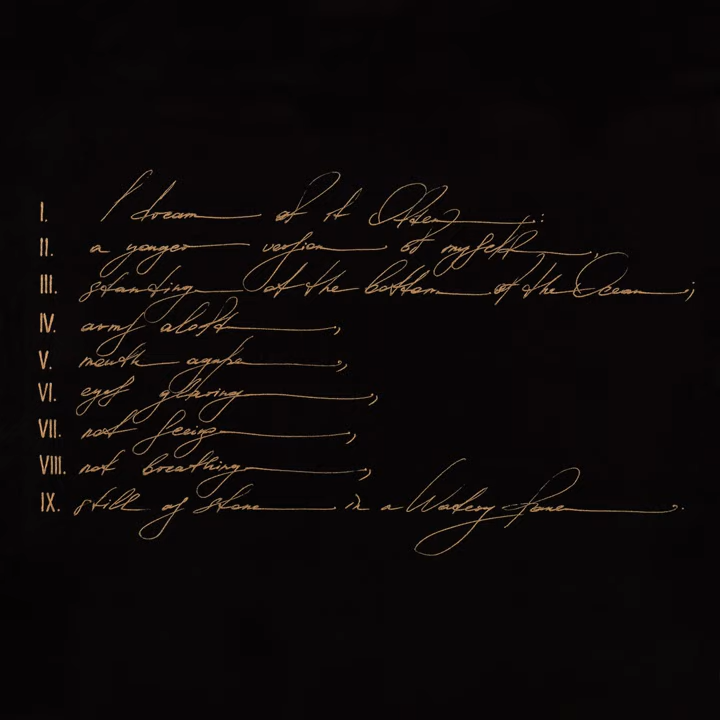 I. I dream of it Often:
II. a younger version of myself,
III. standing at the bottom of the Ocean;
IV. arms aloft,
V. mouth agape,
VI. eyes glaring,
VII. not seeing,
VIII. not breathing,
IX. still as stone in a Watery Fane.